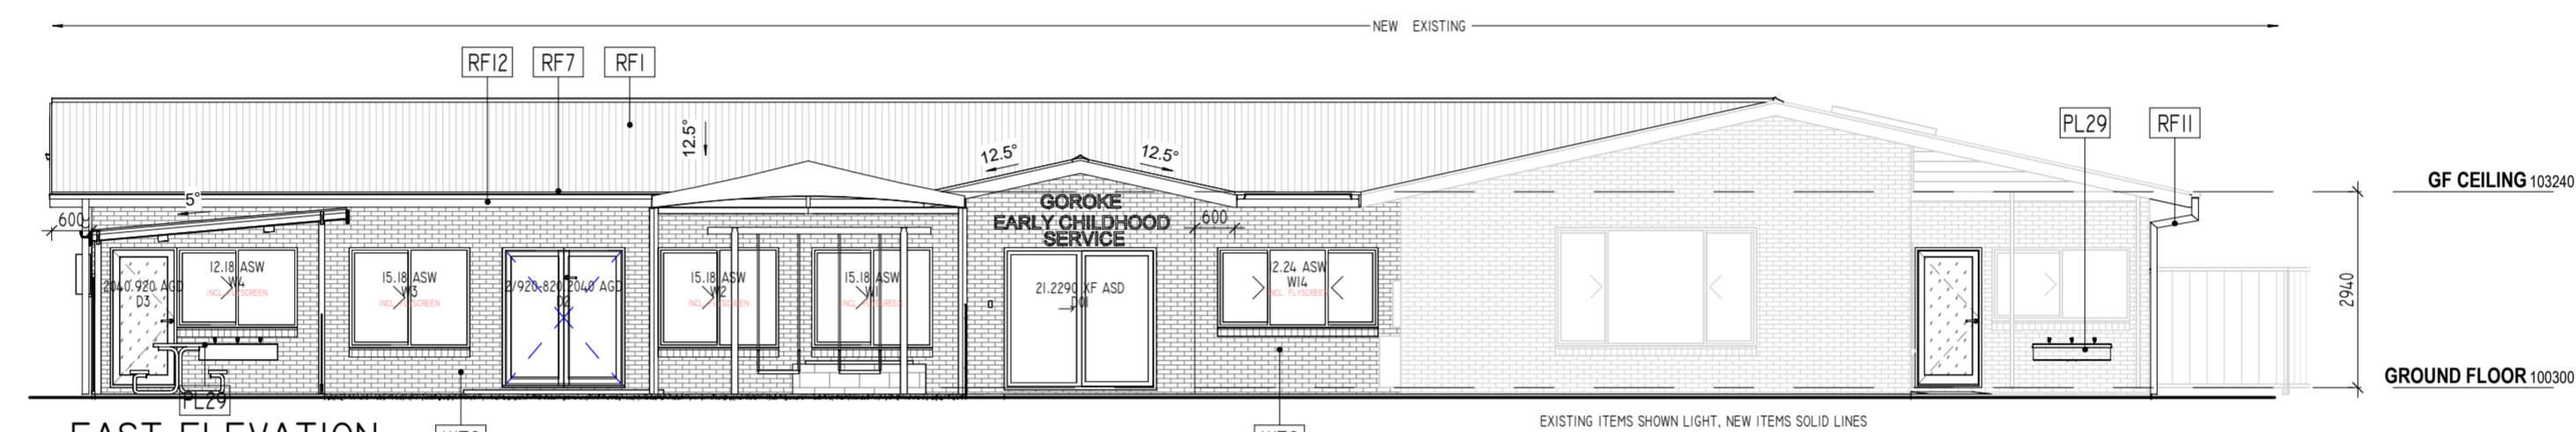 NEW EXISTING
RF12 RF7 RF1
PL29 RF11
12.5°
12.5° 12.5°
GF CEILING 103240
5°
600
GOROKE
EARLY CHILDHOOD
SERVICE
600
12.18 ASW
W4
INCL. FLYSCREEN
2040.920 AGD
D3
15.18 ASW
W3
INCL. FLYSCREEN
2/920-820.2040 AGD
D2
15.18 ASW
W2
INCL. FLYSCREEN
15.18 ASW
W1
INCL. FLYSCREEN
21.2290 XF ASD
D01
12.24 ASW
W14
INCL. FLYSCREEN
2940
GROUND FLOOR 100300
PL29
EAST ELEVATION
EXISTING ITEMS SHOWN LIGHT, NEW ITEMS SOLID LINES